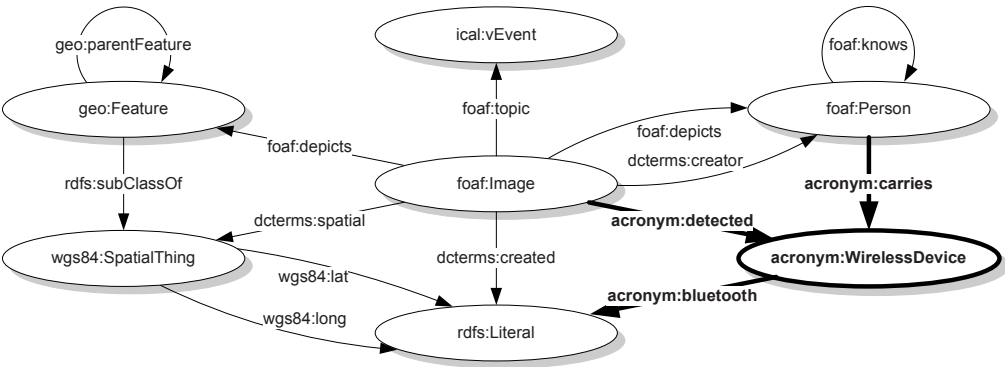 geo:parentFeature
ical:vEvent
foaf:knows
geo:Feature
foaf:topic
foaf:Person
foaf:depicts
foaf:depicts
dcterms:creator
rdfs:subClassOf
foaf:Image
acronym:carries
dcterms:spatial
acronym:detected
wgs84:SpatialThing
dcterms:created
acronym:WirelessDevice
wgs84:lat
acronym:bluetooth
wgs84:long
rdfs:Literal